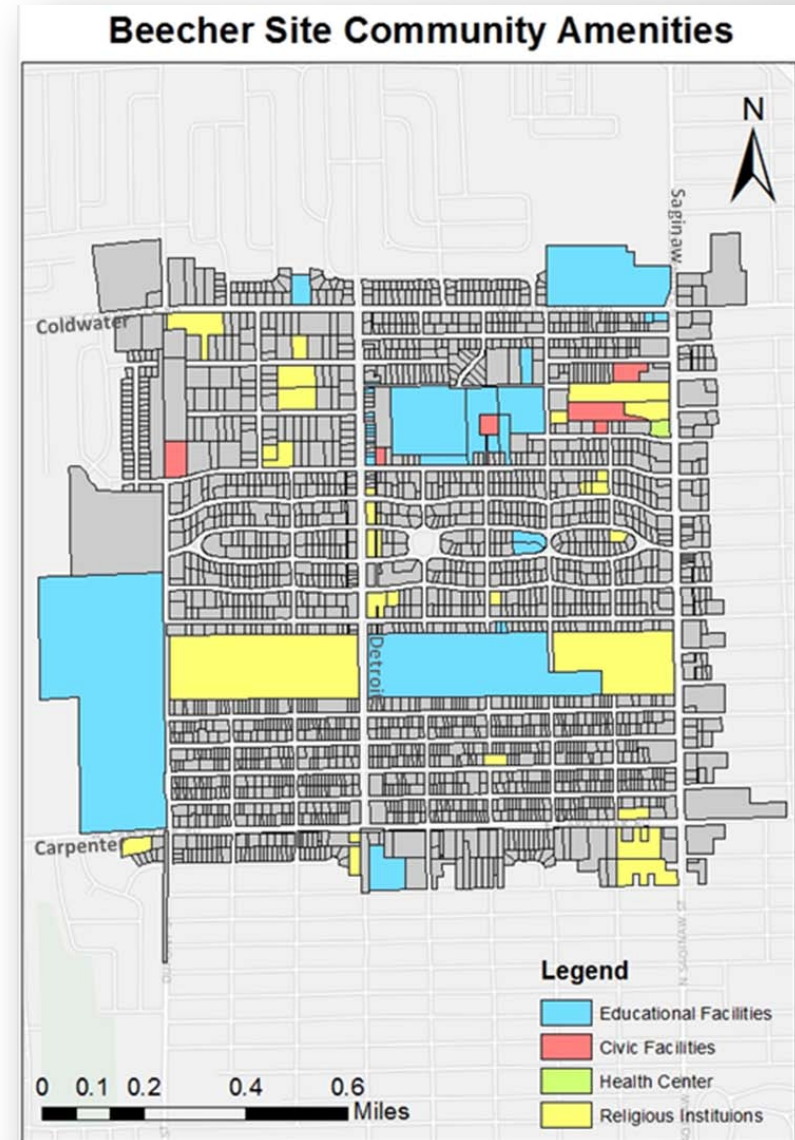 Beecher Site Community Amenities
N
Saginaw
Coldwater
Detroit
Carpenter
Legend
Educational Facilities
Civic Facilities
Health Center
Religious Instituions
0 0.1 0.2 0.4 0.6
Miles